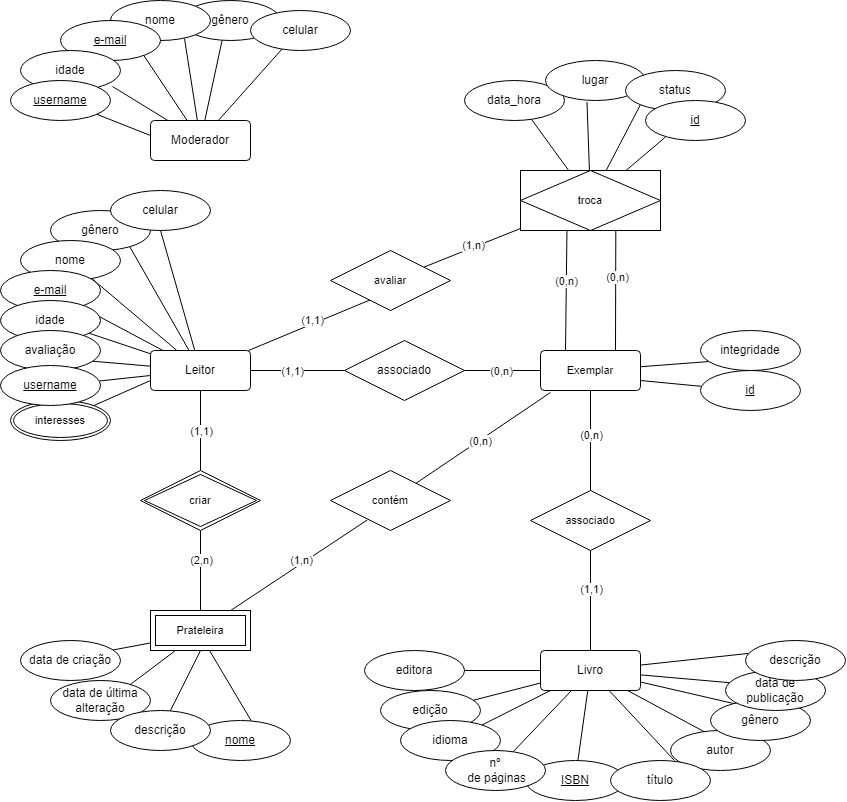 nome
gênero
celular
e-mail
idade
username
Moderador
lugar
data_hora
status
id
troca
celular
gênero
nome
e-mail
idade
avaliação
username
interesses
Leitor
(1,n)
avaliar
(1,1)
(0,n)
(0,n)
(1,1)
associado
(0,n)
Exemplar
integridade
id
(1,1)
criar
(2,n)
(0,n)
contém
(1,n)
(0,n)
associado
(1,1)
Prateleira
data de criação
data de última
alteração
descrição
nome
Livro
editora
edição
idioma
nº
de páginas
ISBN
título
autor
gênero
data de
publicação
descrição